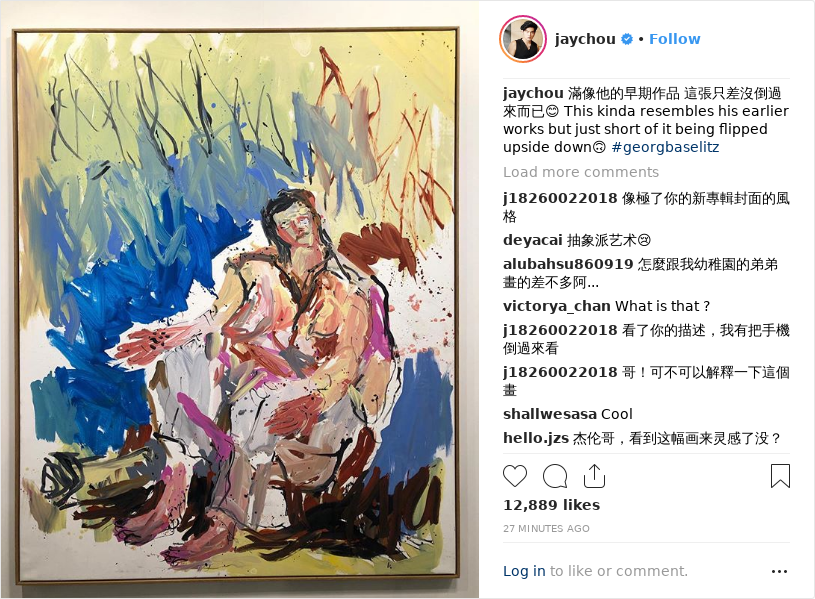 jaychou • Follow
jaychou 滿像他的早期作品 這張只差沒倒過
來而已😊 This kinda resembles his earlier
works but just short of it being flipped
upside down🙃 #georgbaselitz
Load more comments
j18260022018 像極了你的新專輯封面的風
格
deyacai 抽象派艺术😢
alubahsu860919 怎麼跟我幼稚園的弟弟
畫的差不多阿...
victorya_chan What is that ?
j18260022018 看了你的描述，我有把手機
倒過來看
j18260022018 哥！可不可以解釋一下這個
畫
shallwesasa Cool
hello.jzs 杰伦哥，看到这幅画来灵感了没？
12,889 likes
27 MINUTES AGO
Log in to like or comment.